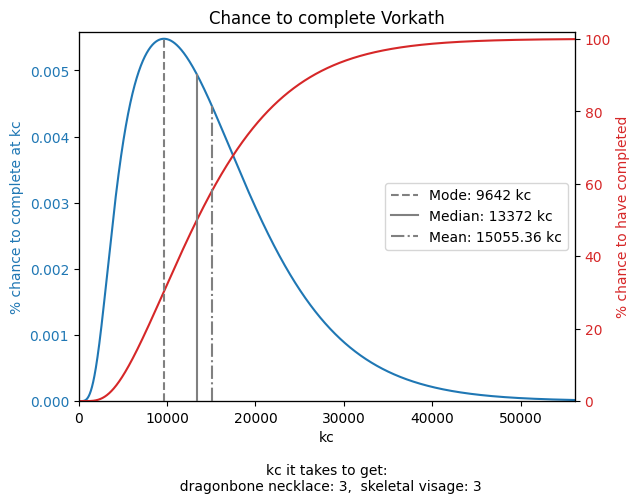 Chance to complete Vorkath
% chance to complete at kc
0.005
0.004
0.003
0.002
0.001
0.000
100
80
60
40
20
0
% chance to have completed
Mode: 9642 kc
Median: 13372 kc
Mean: 15055.36 kc
0 10000 20000 30000 40000 50000
kc
kc it takes to get:
dragonbone necklace: 3,  skeletal visage: 3